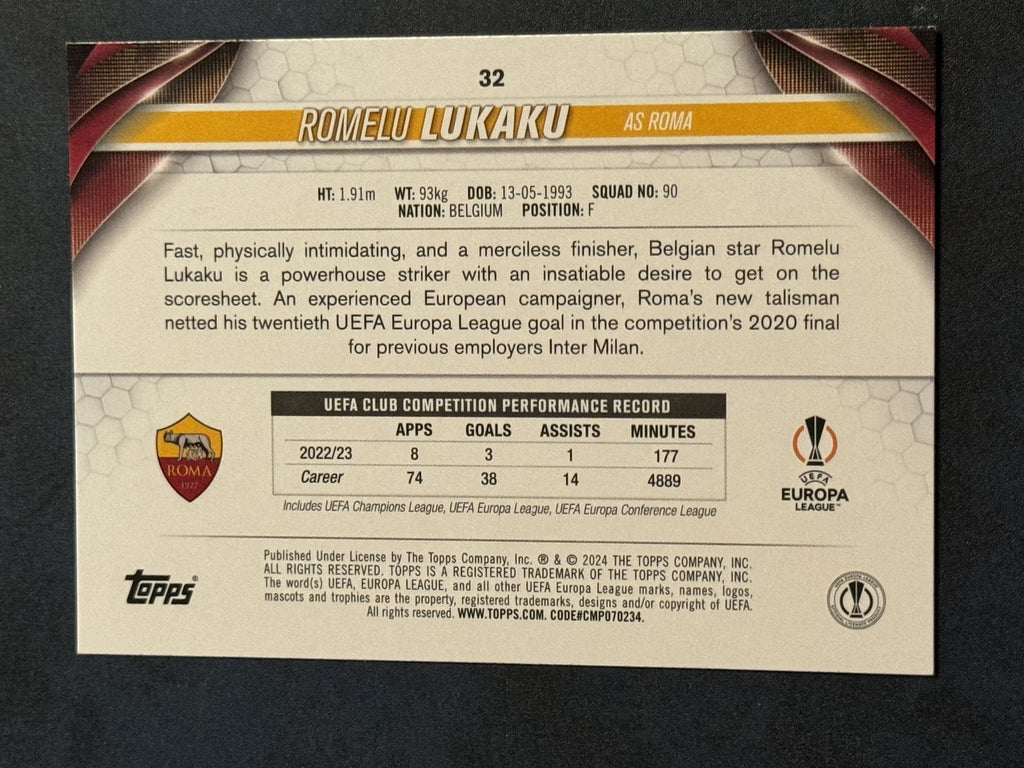 32
ROMELU LUKAKU AS ROMA
HT: 1.91m WT: 93kg DOB: 13-05-1993 SQUAD NO: 90
NATION: BELGIUM POSITION: F
Fast, physically intimidating, and a merciless finisher, Belgian star Romelu
Lukaku is a powerhouse striker with an insatiable desire to get on the
scoresheet. An experienced European campaigner, Roma's new talisman
netted his twentieth UEFA Europa League goal in the competition's 2020 final
for previous employers Inter Milan.
UEFA CLUB COMPETITION PERFORMANCE RECORD
APPS GOALS ASSISTS MINUTES
2022/23 8 3 1 177
Career 74 38 14 4889
Includes UEFA Champions League, UEFA Europa League, UEFA Europa Conference League
ROMA
1927
UEFA
EUROPA
LEAGUE™
Topps®
Published Under License by The Topps Company, Inc. ® & © 2024 THE TOPPS COMPANY, INC.
ALL RIGHTS RESERVED. TOPPS IS A REGISTERED TRADEMARK OF THE TOPPS COMPANY, INC.
The word(s) UEFA, EUROPA LEAGUE, and all other UEFA Europa League marks, names, logos,
mascots and trophies are the property, registered trademarks, designs and/or copyright of UEFA.
All rights reserved. WWW.TOPPS.COM. CODE#CMP070234.